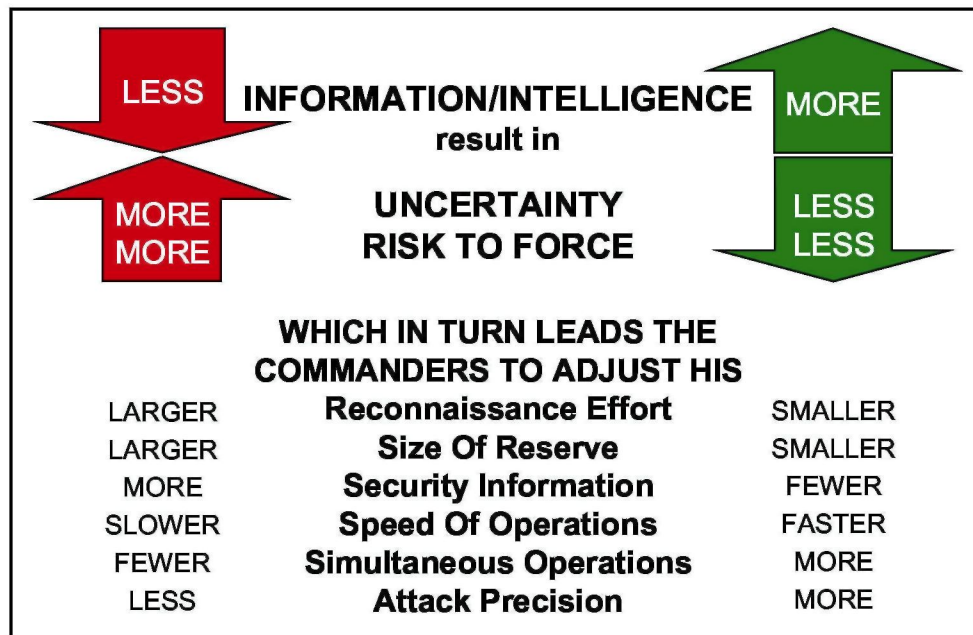 LESS INFORMATION/INTELLIGENCE MORE
result in
MORE UNCERTAINTY LESS
MORE RISK TO FORCE LESS
WHICH IN TURN LEADS THE
COMMANDERS TO ADJUST HIS
LARGER Reconnaissance Effort SMALLER
LARGER Size Of Reserve SMALLER
MORE Security Information FEWER
SLOWER Speed Of Operations FASTER
FEWER Simultaneous Operations MORE
LESS Attack Precision MORE